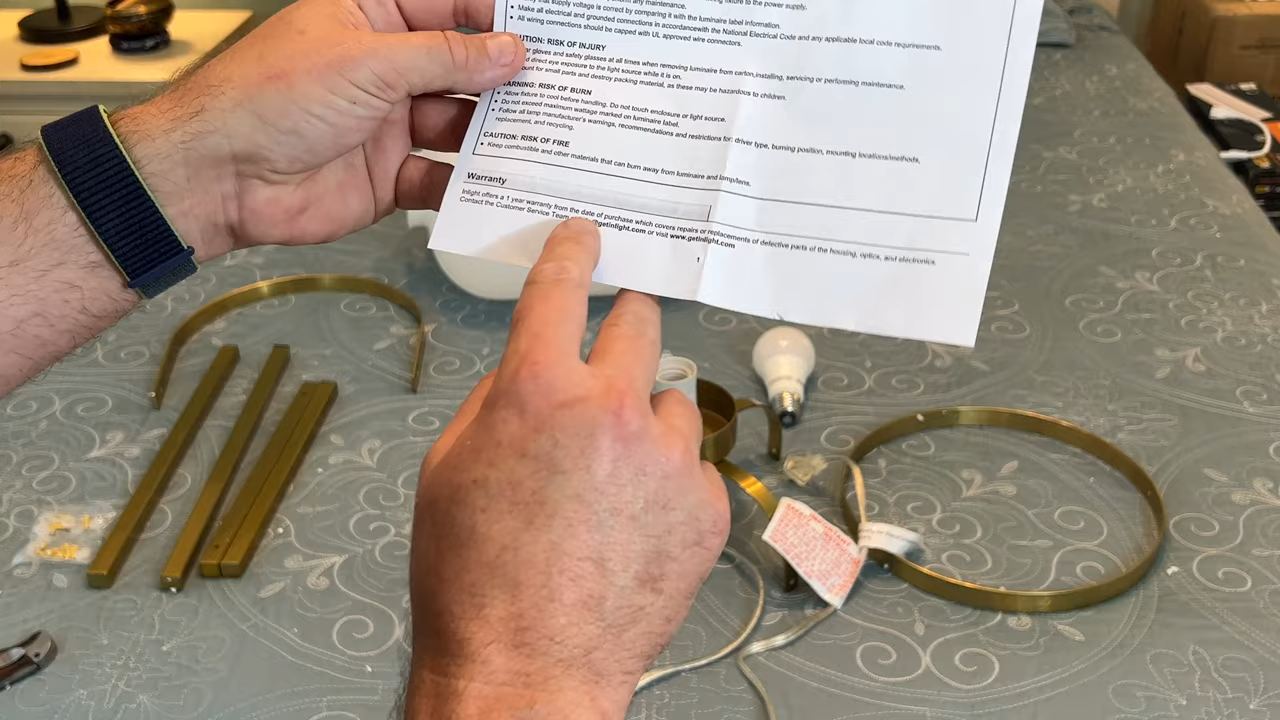 that supply voltage is correct by comparing it with the luminaire label information.
• Make all electrical and grounded connections in accordancewith the National Electrical Code and any applicable local code requirements.
• All wiring connections should be capped with UL approved wire connectors.
UTION: RISK OF INJURY
gloves and safety glasses at all times when removing luminaire from carton,installing, servicing or performing maintenance.
direct eye exposure to the light source while it is on.
ount for small parts and destroy packing material, as these may be hazardous to children.
WARNING: RISK OF BURN
• Allow fixture to cool before handling. Do not touch enclosure or light source.
• Do not exceed maximum wattage marked on luminaire label.
• Follow all lamp manufacturer's warnings, recommendations and restrictions for: driver type, burning position, mounting locations/methods,
replacement, and recycling.
CAUTION: RISK OF FIRE
• Keep combustible and other materials that can burn away from luminaire and lamp/lens.
Warranty
Inlight offers a 1 year warranty from the date of purchase which covers repairs or replacements of defective parts of the housing, optics, and electronics.
Contact the Customer Service Team @getinlight.com or visit www.getinlight.com
1